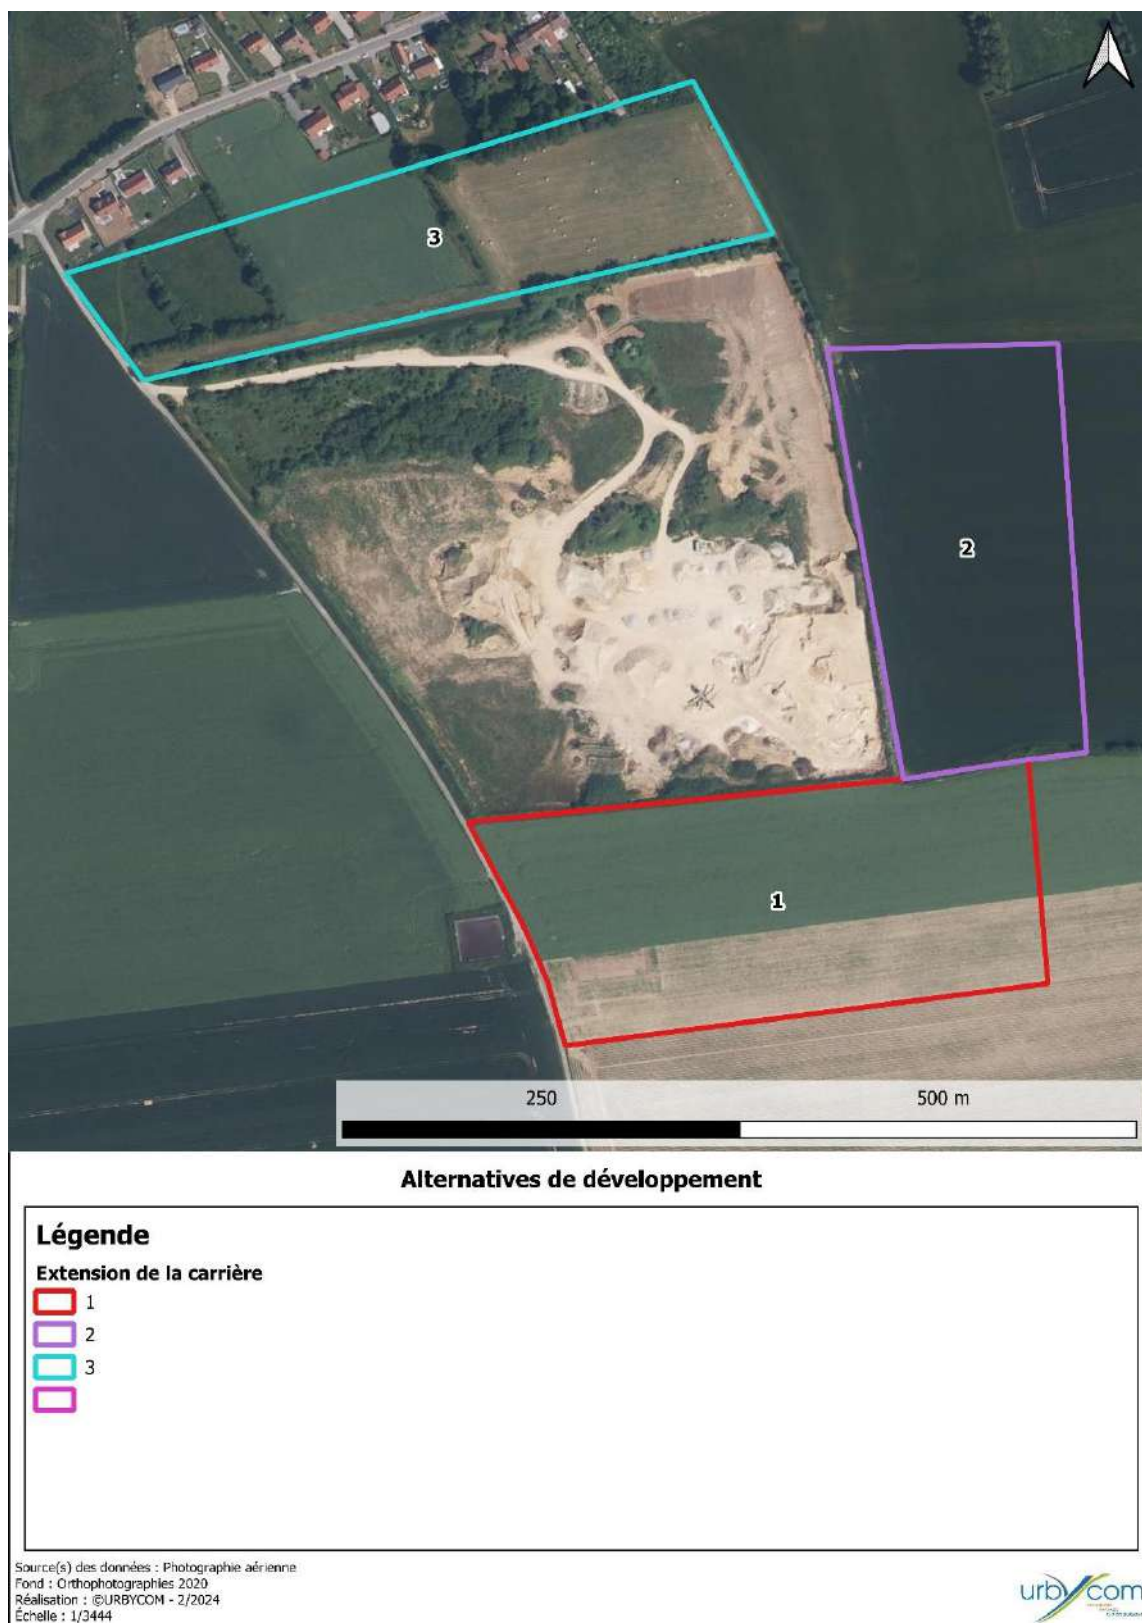 3
2
1
250 500 m
Alternatives de développement
Légende
Extension de la carrière
1
2
3
Source(s) des données : Photographie aérienne
Fond : Orthophotographies 2020
Réalisation : ©URBYCOM - 2/2024
Échelle : 1/3444
urbycom